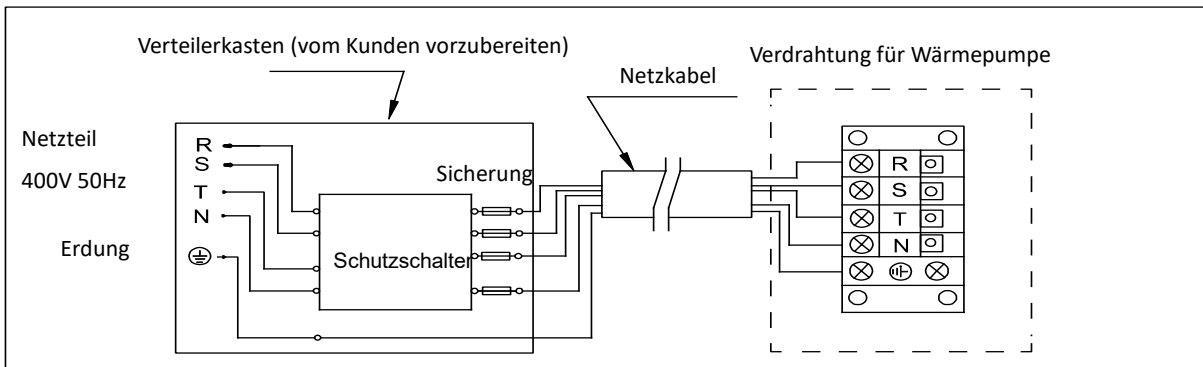 Verteilerkasten (vom Kunden vorzubereiten)
Netzkabel
Verdrahtung für Wärmepumpe
Netzteil
400V 50Hz
Erdung
R
S
T
N
Sicherung
Schutzschalter
R
S
T
N